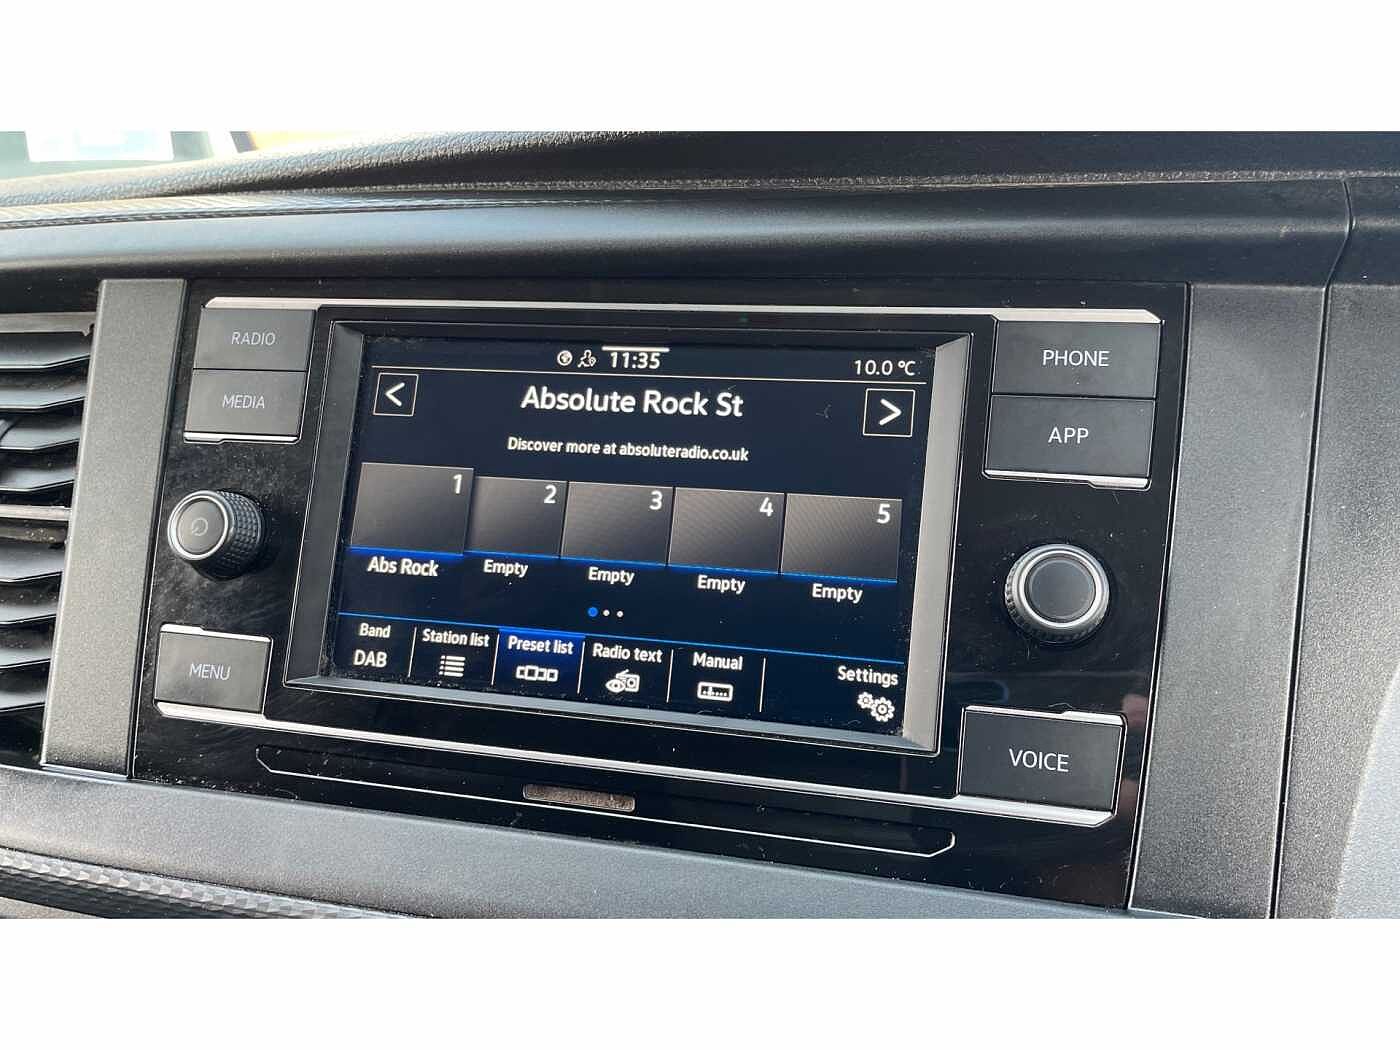 RADIO
MEDIA
MENU
11:35
10.0 °C
<
Absolute Rock St
>
Discover more at absoluteradio.co.uk
1 2 3 4 5
Abs Rock Empty Empty Empty Empty
Band Station list Preset list Radio text Manual Settings
DAB
PHONE
APP
VOICE